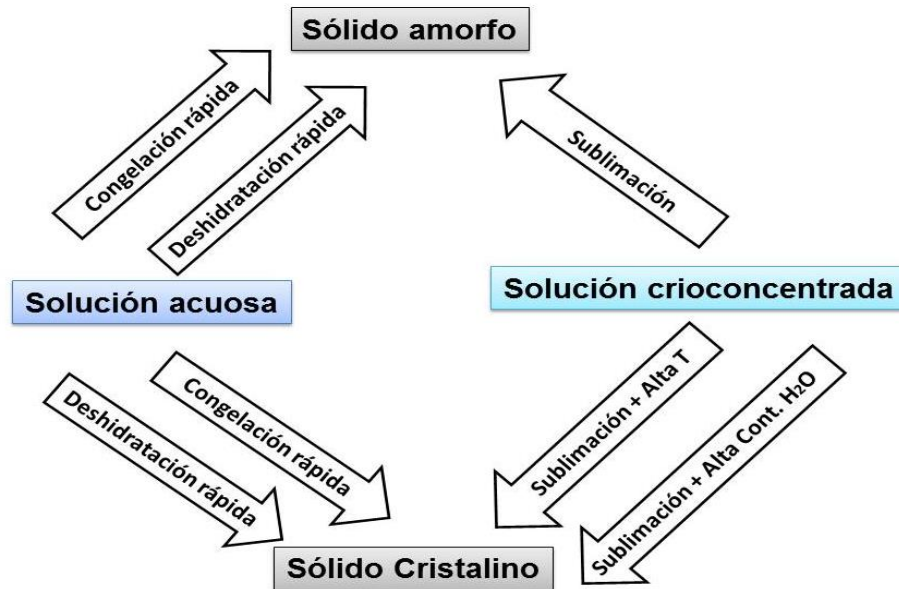 Sólido amorfo
Congelación rápida
Deshidratación rápida
Sublimación
Solución acuosa
Solución crioconcentrada
Deshidratación rápida
Congelación rápida
Sublimación + Alta T
Sublimación + Alta Cont. H₂O
Sólido Cristalino